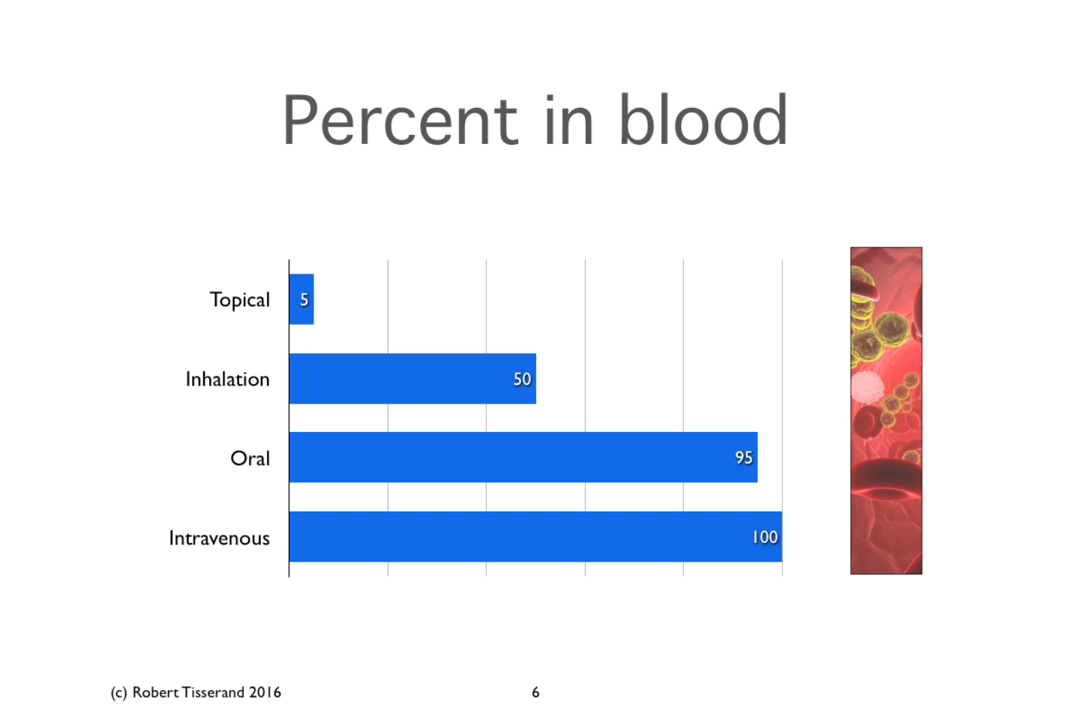 Percent in blood
Topical 5
Inhalation 50
Oral 95
Intravenous 100
(c) Robert Tisserand 2016 6